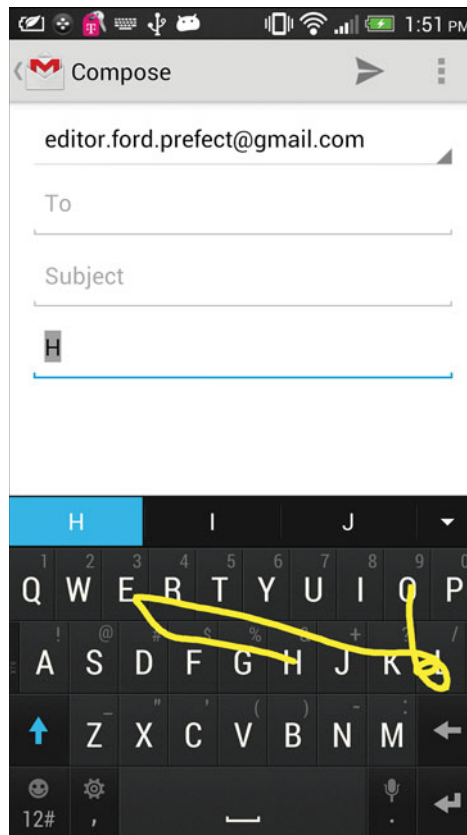 1:51 PM
Compose
editor.ford.prefect@gmail.com
To
Subject
H
H I J
1 2 3 4 5 6 7 8 9 0
Q W E R T Y U I O P
! @ # $ % & + ? /
A S D F G H J K L
_ " ' ( ) - :
Z X C V B N M
12# , .